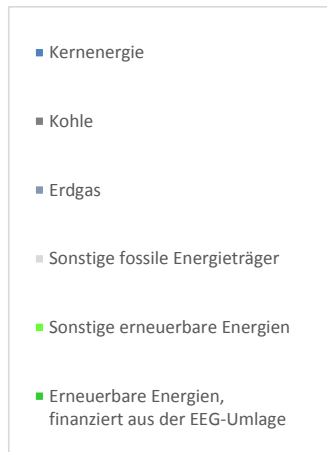 Kernenergie
Kohle
Erdgas
Sonstige fossile Energieträger
Sonstige erneuerbare Energien
Erneuerbare Energien,
finanziert aus der EEG-Umlage